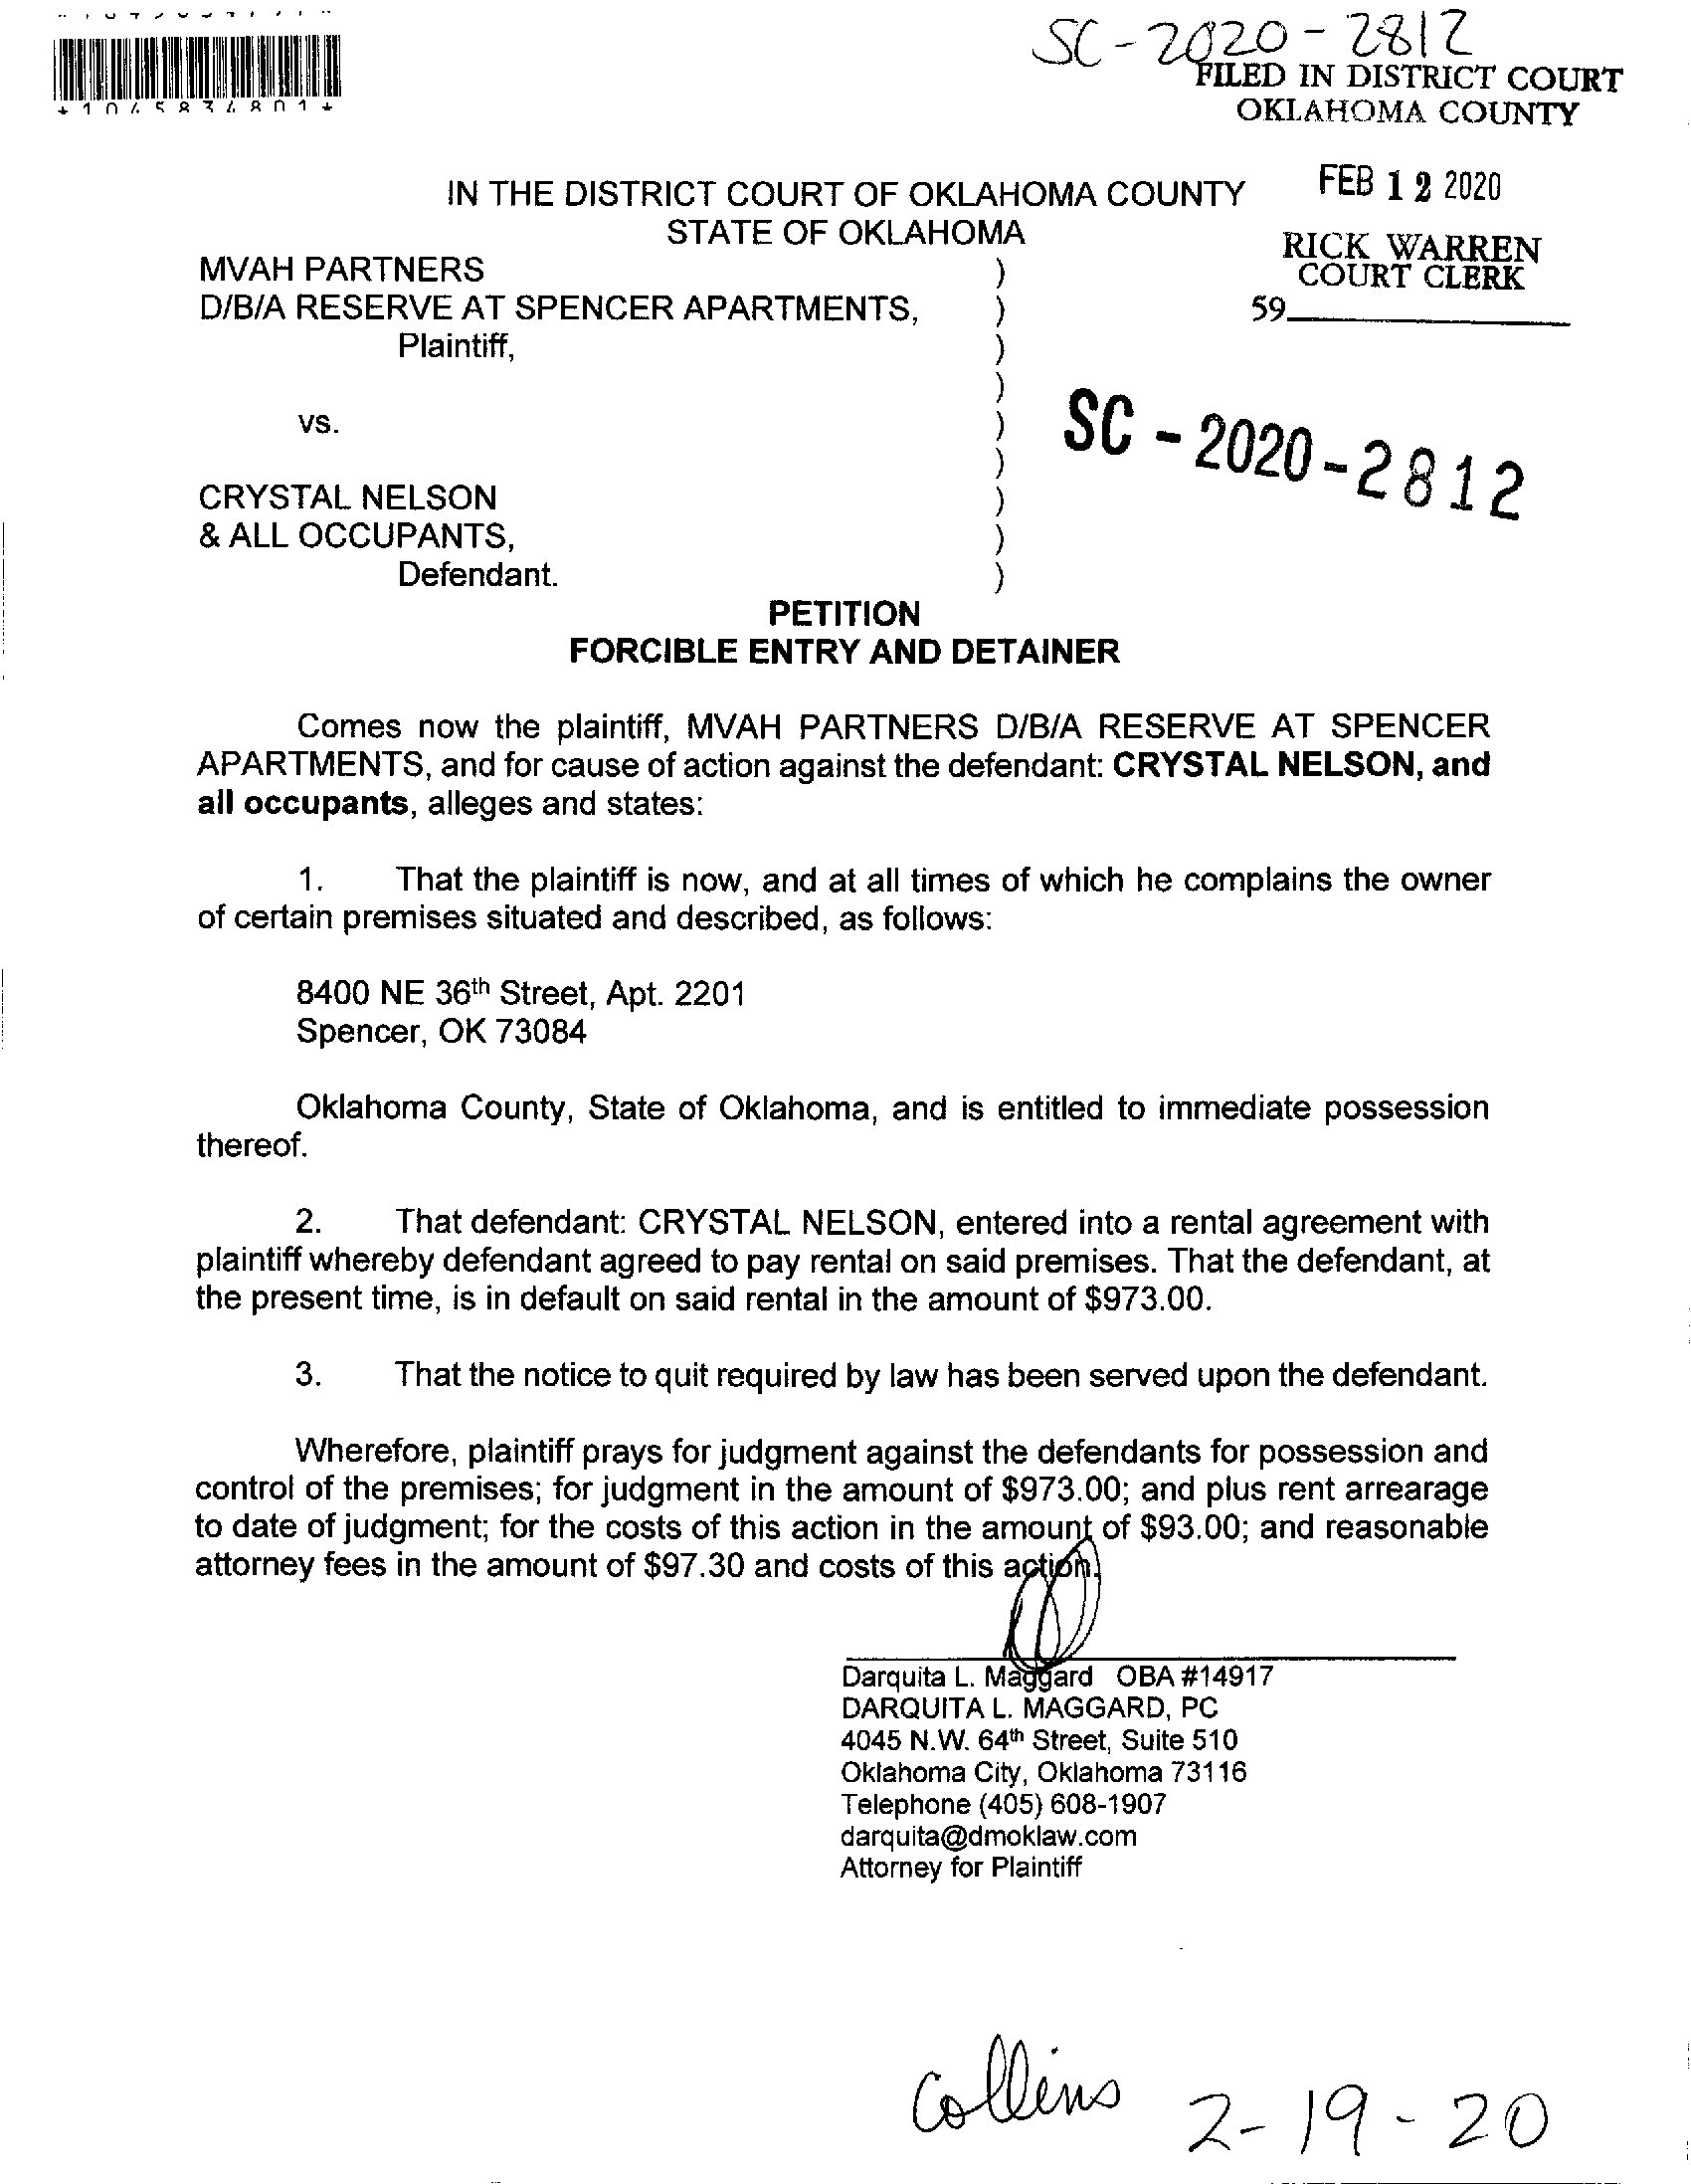 SC-2020-2812
FILED IN DISTRICT COURT
OKLAHOMA COUNTY
*1045834801*
FEB 12 2020
IN THE DISTRICT COURT OF OKLAHOMA COUNTY
STATE OF OKLAHOMA
RICK WARREN
COURT CLERK
59
MVAH PARTNERS )
D/B/A RESERVE AT SPENCER APARTMENTS, )
Plaintiff, )
)
vs. )
)
SC-2020-2812
CRYSTAL NELSON )
& ALL OCCUPANTS, )
Defendant. )
PETITION
FORCIBLE ENTRY AND DETAINER
Comes now the plaintiff, MVAH PARTNERS D/B/A RESERVE AT SPENCER
APARTMENTS, and for cause of action against the defendant: CRYSTAL NELSON, and
all occupants, alleges and states:
1. That the plaintiff is now, and at all times of which he complains the owner
of certain premises situated and described, as follows:
8400 NE 36th Street, Apt. 2201
Spencer, OK 73084
Oklahoma County, State of Oklahoma, and is entitled to immediate possession
thereof.
2. That defendant: CRYSTAL NELSON, entered into a rental agreement with
plaintiff whereby defendant agreed to pay rental on said premises. That the defendant, at
the present time, is in default on said rental in the amount of $973.00.
3. That the notice to quit required by law has been served upon the defendant.
Wherefore, plaintiff prays for judgment against the defendants for possession and
control of the premises; for judgment in the amount of $973.00; and plus rent arrearage
to date of judgment; for the costs of this action in the amount of $93.00; and reasonable
attorney fees in the amount of $97.30 and costs of this action.
Darquita L. Maggard OBA #14917
DARQUITA L. MAGGARD, PC
4045 N.W. 64th Street, Suite 510
Oklahoma City, Oklahoma 73116
Telephone (405) 608-1907
darquita@dmoklaw.com
Attorney for Plaintiff
Collins 2-19-20